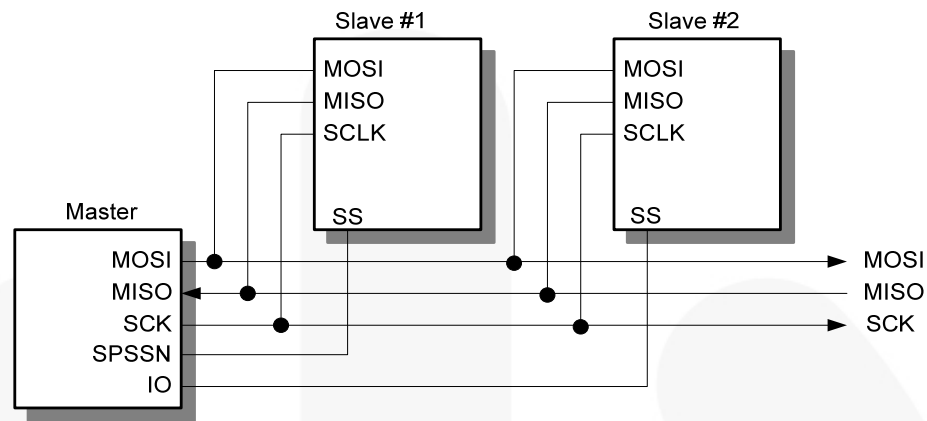 Slave #1
Slave #2
MOSI
MISO
SCLK
SS
MOSI
MISO
SCLK
SS
Master
MOSI
MISO
SCK
SPSSN
IO
MOSI
MISO
SCK